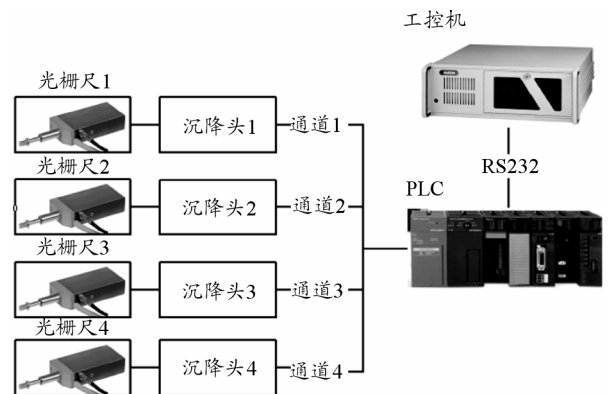 工控机
光栅尺1
沉降头1
通道1
RS232
光栅尺2
沉降头2
通道2
PLC
光栅尺3
沉降头3
通道3
光栅尺4
沉降头4
通道4